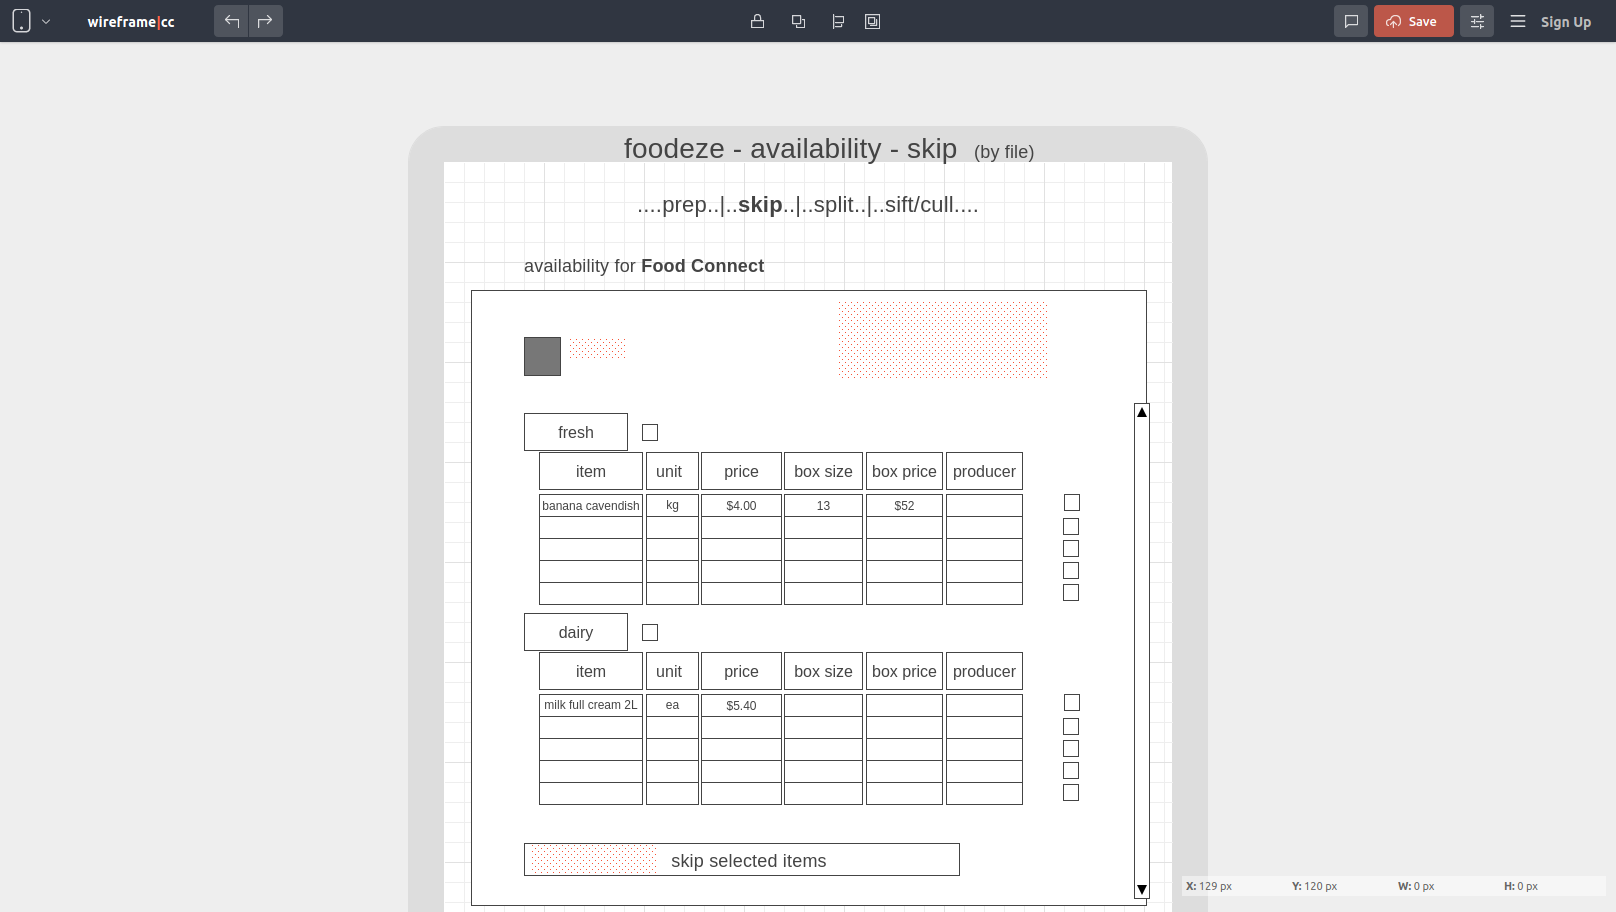 wireframe|cc
Save
Sign Up
foodeze - availability - skip (by file)
....prep..|..skip..|..split..|..sift/cull....
availability for Food Connect
fresh
item unit price box size box price producer
banana cavendish kg $4.00 13 $52
dairy
item unit price box size box price producer
milk full cream 2L ea $5.40
skip selected items
X: 129 px Y: 120 px W: 0 px H: 0 px